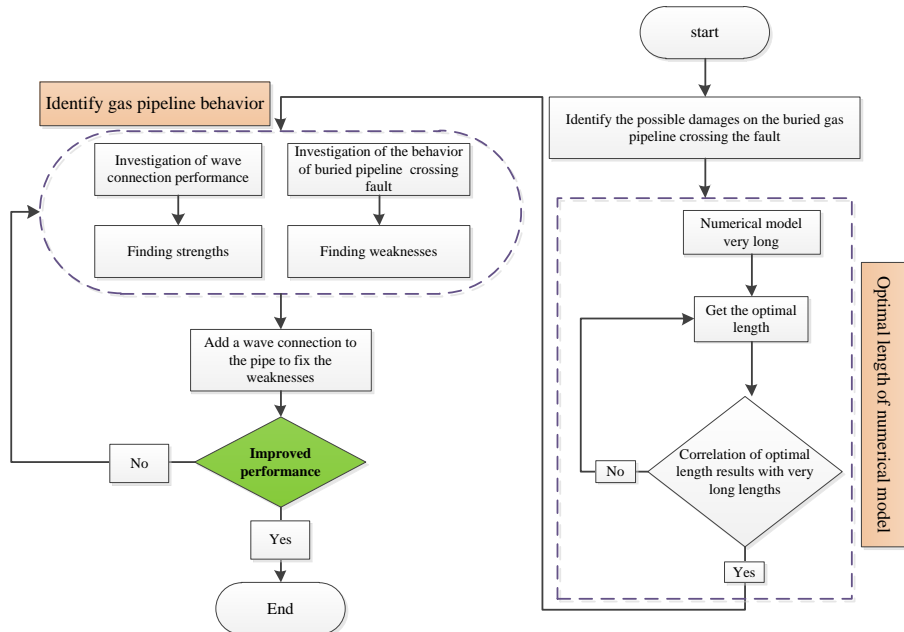 start
Identify the possible damages on the buried gas
pipeline crossing the fault
Numerical model
very long
Get the optimal
length
Correlation of optimal
length results with very
long lengths
No
Yes
Optimal length of numerical model
Identify gas pipeline behavior
Investigation of wave
connection performance
Finding strengths
Investigation of the behavior
of buried pipeline crossing
fault
Finding weaknesses
Add a wave connection to
the pipe to fix the
weaknesses
Improved
performance
No
Yes
End